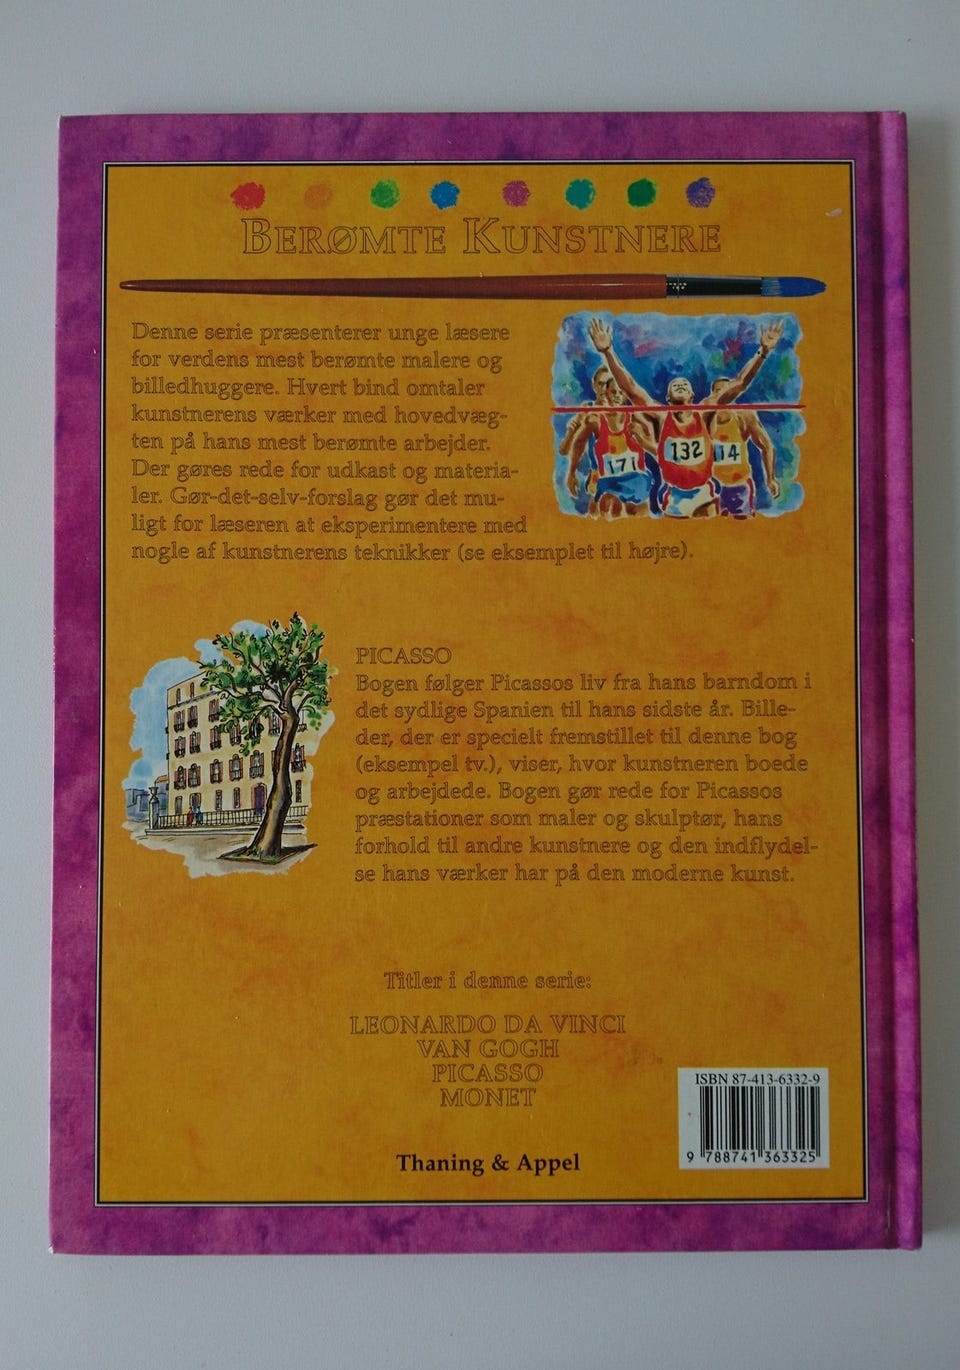 BERØMTE KUNSTNERE
Denne serie præsenterer unge læsere
for verdens mest berømte malere og
billedhuggere. Hvert bind omtaler
kunstnerens værker med hovedvæg-
ten på hans mest berømte arbejder.
Der gøres rede for udkast og materia-
ler. Gør-det-selv-forslag gør det mu-
ligt for læseren at eksperimentere med
nogle af kunstnerens teknikker (se eksemplet til højre).
171
132
14
PICASSO
Bogen følger Picassos liv fra hans barndom i
det sydlige Spanien til hans sidste år. Bille-
der, der er specielt fremstillet til denne bog
(eksempel tv.), viser, hvor kunstneren boede
og arbejdede. Bogen gør rede for Picassos
præstationer som maler og skulptør, hans
forhold til andre kunstnere og den indflydel-
se hans værker har på den moderne kunst.
Titler i denne serie:
LEONARDO DA VINCI
VAN GOGH
PICASSO
MONET
Thaning & Appel
ISBN 87-413-6332-9
9 788741 363325